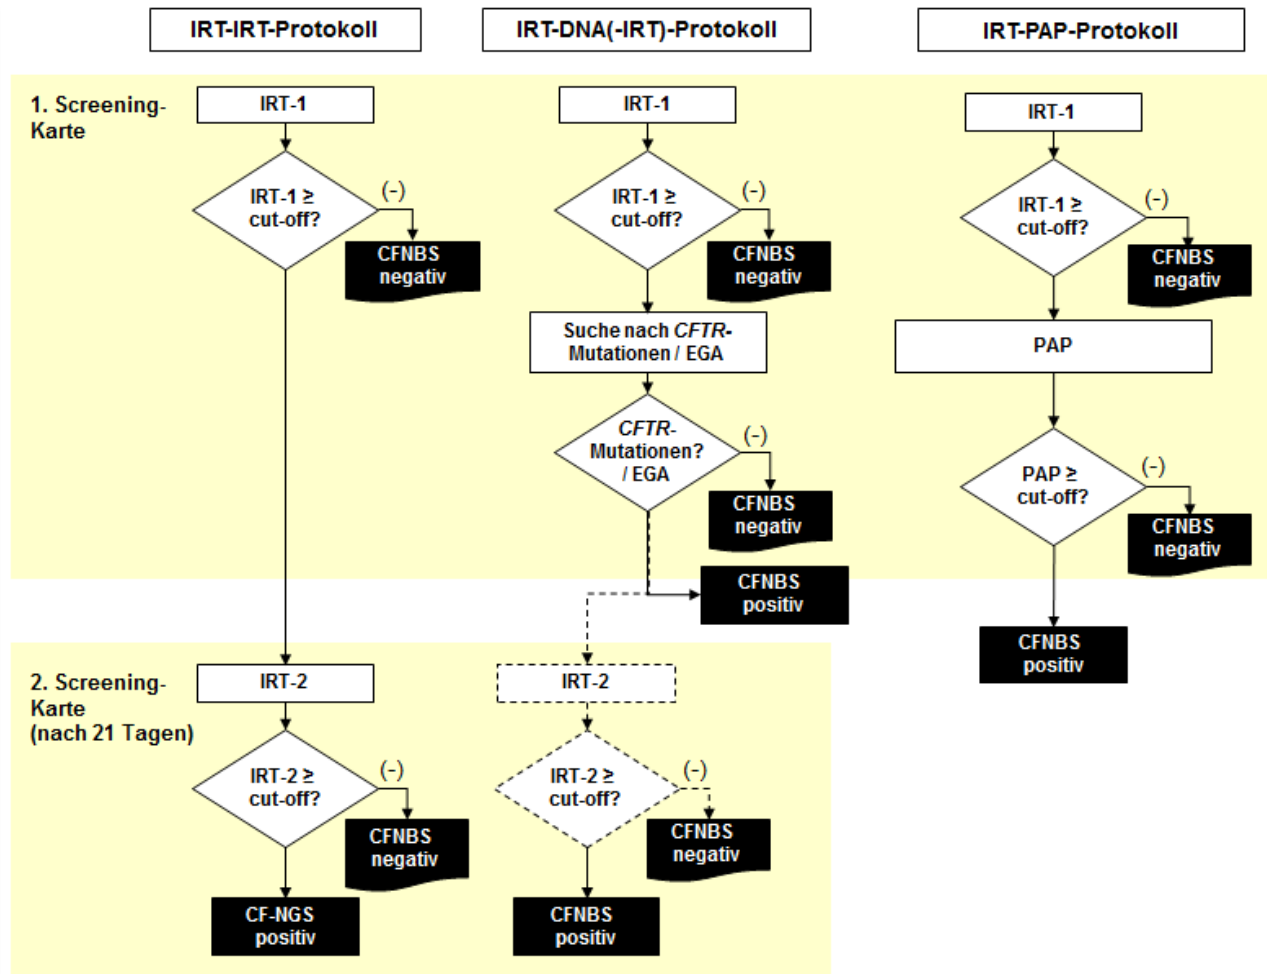 IRT-IRT-Protokoll
IRT-DNA(-IRT)-Protokoll
IRT-PAP-Protokoll
1. Screening-
Karte
IRT-1
IRT-1 ≥
cut-off?
(-)
CFNBS
negativ
IRT-1
IRT-1 ≥
cut-off?
(-)
CFNBS
negativ
Suche nach CFTR-
Mutationen / EGA
CFTR-
Mutationen?
/ EGA
(-)
CFNBS
negativ
CFNBS
positiv
IRT-1
IRT-1 ≥
cut-off?
(-)
CFNBS
negativ
PAP
PAP ≥
cut-off?
(-)
CFNBS
negativ
CFNBS
positiv
2. Screening-
Karte
(nach 21 Tagen)
IRT-2
IRT-2 ≥
cut-off?
(-)
CFNBS
negativ
CF-NGS
positiv
IRT-2
IRT-2 ≥
cut-off?
(-)
CFNBS
negativ
CFNBS
positiv